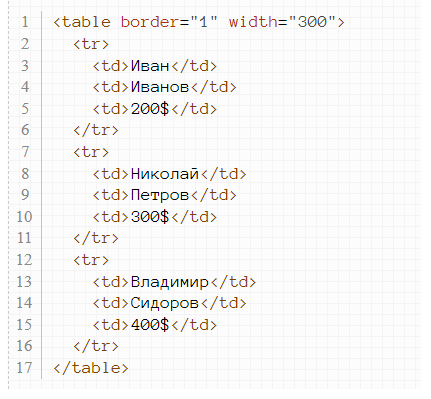 1 <table border="1" width="300">
2 <tr>
3 <td>Иван</td>
4 <td>Иванов</td>
5 <td>200$</td>
6 </tr>
7 <tr>
8 <td>Николай</td>
9 <td>Петров</td>
10 <td>300$</td>
11 </tr>
12 <tr>
13 <td>Владимир</td>
14 <td>Сидоров</td>
15 <td>400$</td>
16 </tr>
17 </table>